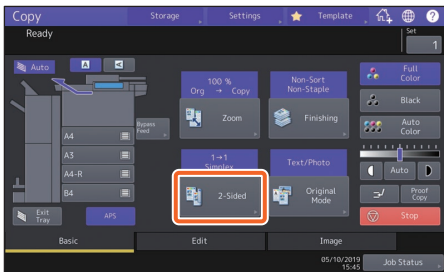 Copy
Storage
Settings
Template
?
Ready
Set
1
Auto
A
A
100 %
Org → Copy
Non-Sort
Non-Staple
Full
Color
Zoom
Finishing
Black
Bypass
Feed
Auto
Color
A4
A3
A4-R
B4
1→1
Simplex
Text/Photo
Auto
2-Sided
Original
Mode
Proof
Copy
Exit
Tray
APS
Stop
Basic
Edit
Image
05/10/2019
15:45
Job Status